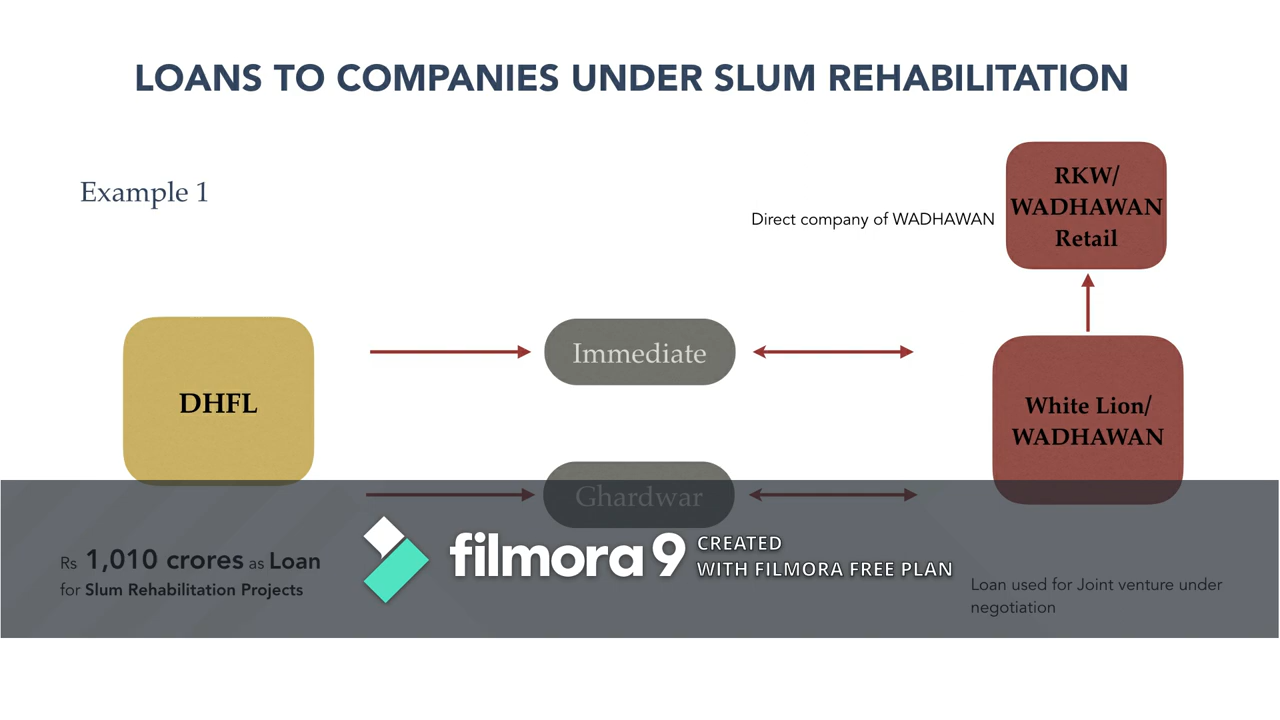 LOANS TO COMPANIES UNDER SLUM REHABILITATION
Example 1
RKW/
WADHAWAN
Retail
Direct company of WADHAWAN
DHFL
Immediate
White Lion/
WADHAWAN
Ghardwar
Rs 1,010 crores as Loan
for Slum Rehabilitation Projects
filmora 9
CREATED
WITH FILMORA FREE PLAN
Loan used for Joint venture under
negotiation